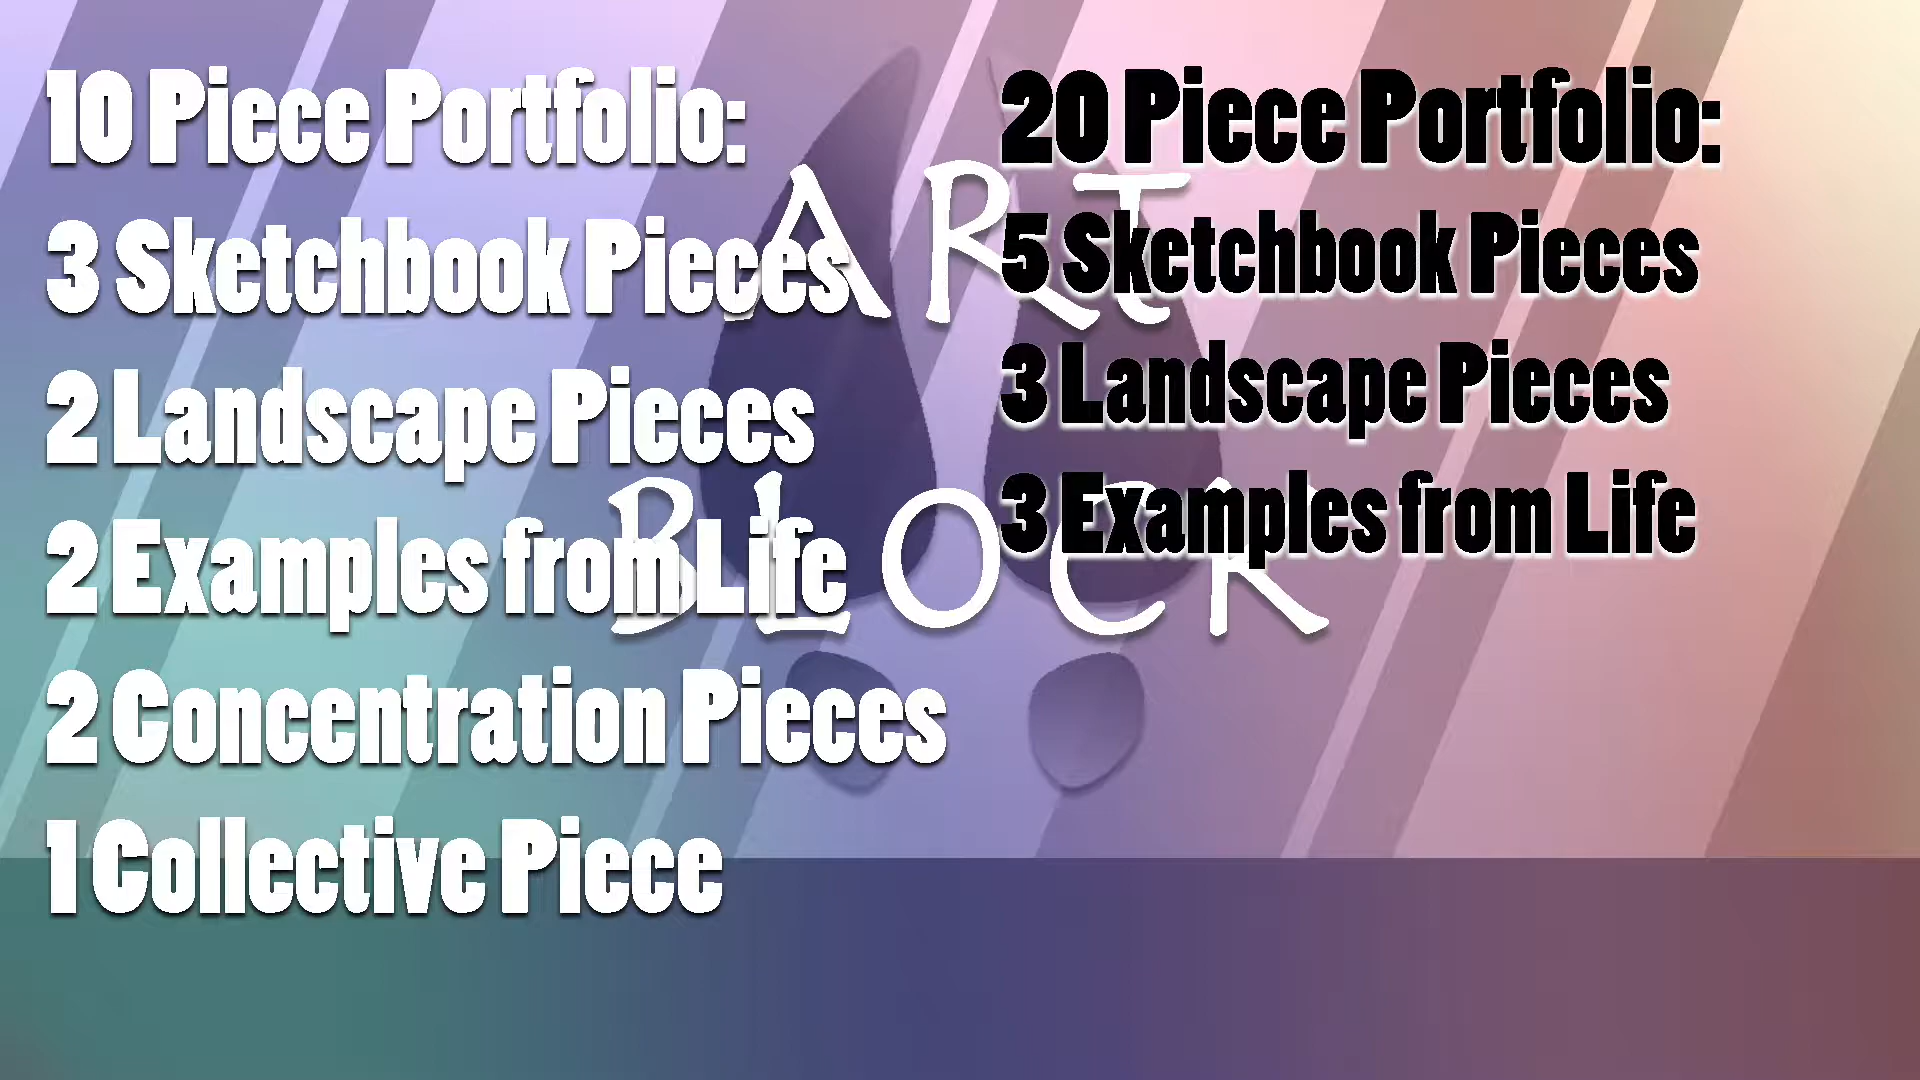 10 Piece Portfolio:
3 Sketchbook Pieces
2 Landscape Pieces
2 Examples from Life
2 Concentration Pieces
1 Collective Piece
20 Piece Portfolio:
5 Sketchbook Pieces
3 Landscape Pieces
3 Examples from Life
ART
BLOCK